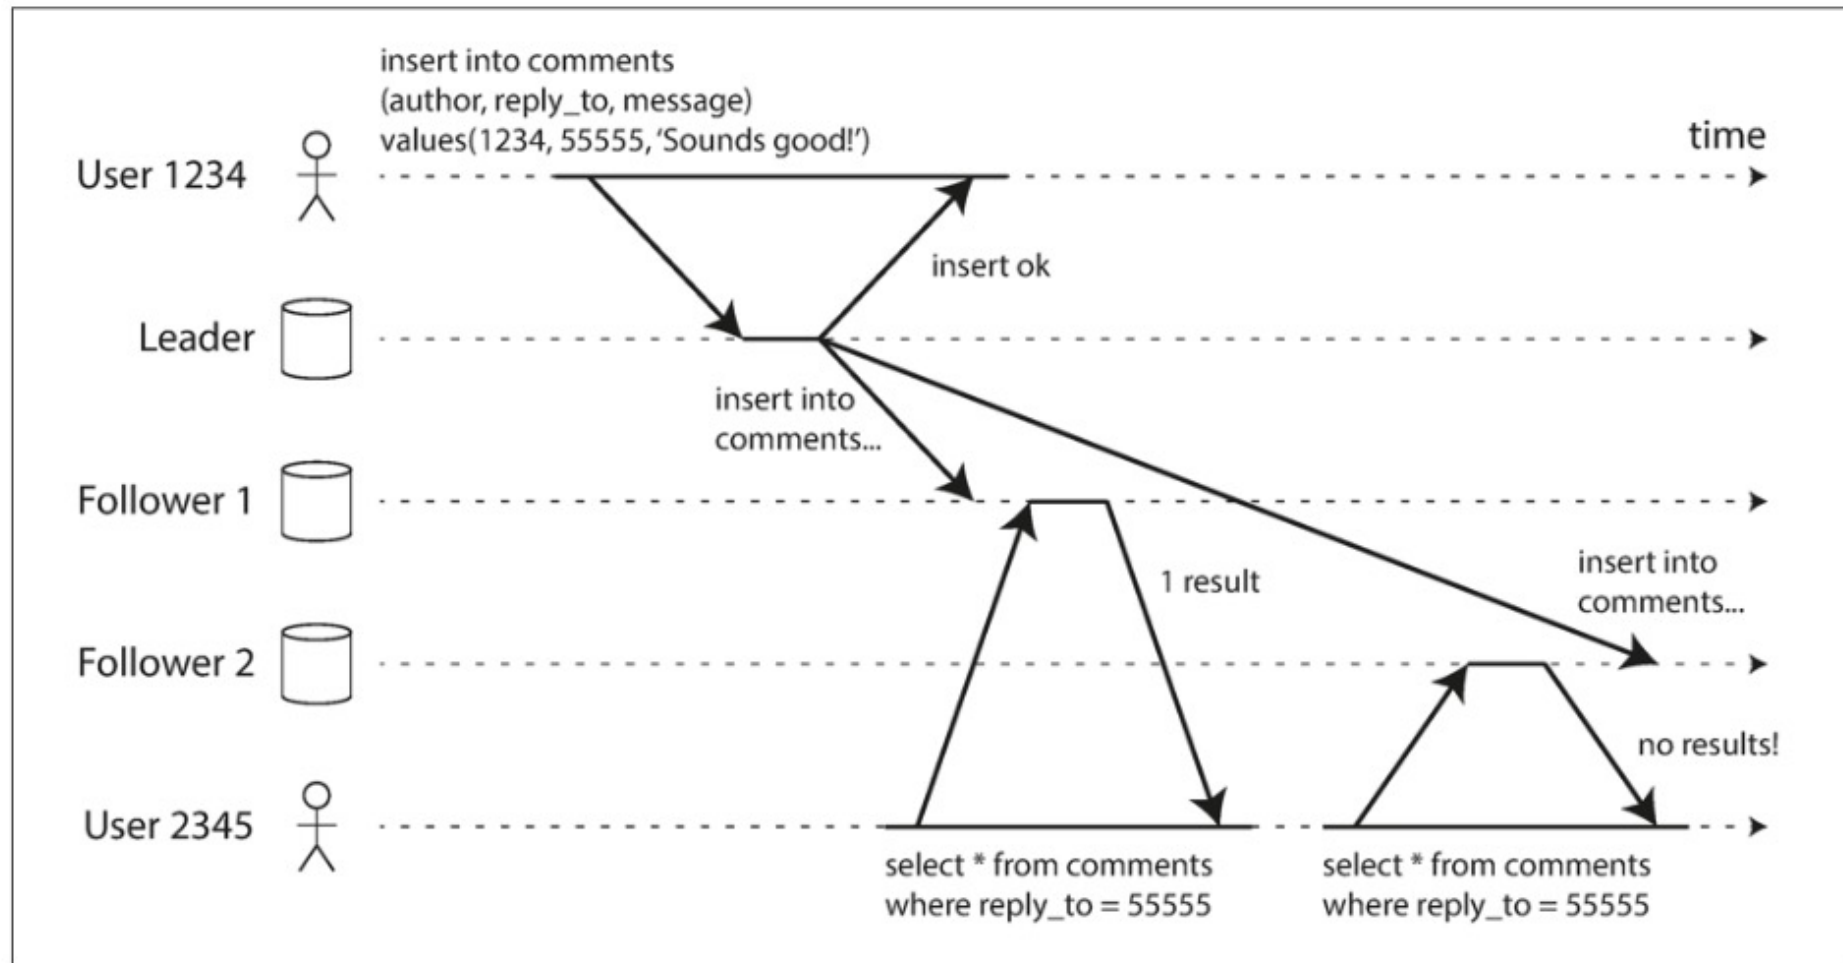 insert into comments
(author, reply_to, message)
values(1234, 55555, ‘Sounds good!’)
time
User 1234
insert ok
Leader
insert into
comments...
Follower 1
1 result
insert into
comments...
Follower 2
no results!
User 2345
select * from comments
where reply_to = 55555
select * from comments
where reply_to = 55555